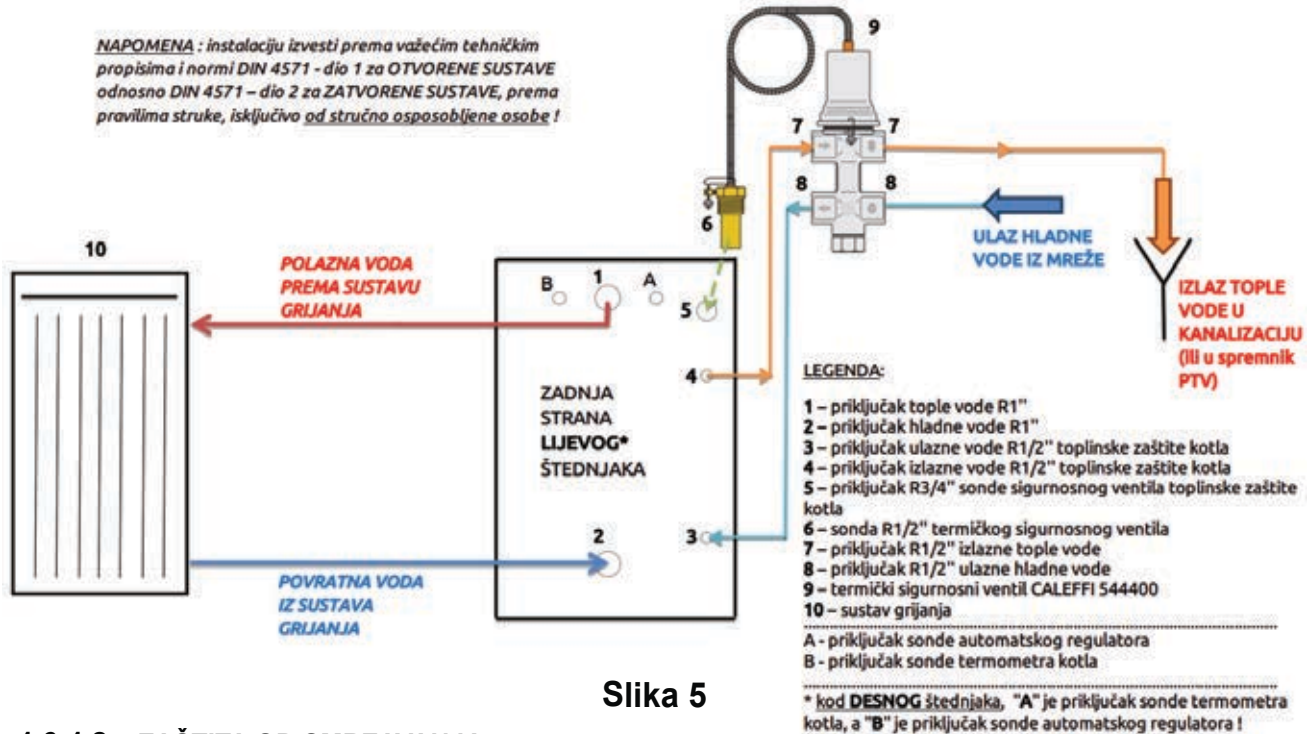 NAPOMENA : instalaciju izvesti prema važećim tehničkim
propisima i normi DIN 4571 - dio 1 za OTVORENE SUSTAVE
odnosno DIN 4571 – dio 2 za ZATVORENE SUSTAVE, prema
pravilima struke, isključivo od stručno osposobljene osobe !
9
7
7
8
8
6
ULAZ HLADNE
VODE IZ MREŽE
IZLAZ TOPLE
VODE U
KANALIZACIJU
(ili u spremnik
PTV)
10
POLAZNA VODA
PREMA SUSTAVU
GRIJANJA
B
1
A
5
4
ZADNJA
STRANA
LIJEVOG*
ŠTEDNJAKA
2
3
POVRATNA VODA
IZ SUSTAVA
GRIJANJA
LEGENDA:
1 – priključak tople vode R1"
2 – priključak hladne vode R1"
3 – priključak ulazne vode R1/2" toplinske zaštite kotla
4 – priključak izlazne vode R1/2" toplinske zaštite kotla
5 – priključak R3/4" sonde sigurnosnog ventila toplinske zaštite
kotla
6 – sonda R1/2" termičkog sigurnosnog ventila
7 – priključak R1/2" izlazne tople vode
8 – priključak R1/2" ulazne hladne vode
9 – termički sigurnosni ventil CALEFFI 544400
10 – sustav grijanja
A - priključak sonde automatskog regulatora
B - priključak sonde termometra kotla
* kod DESNOG štednjaka, "A" je priključak sonde termometra
kotla, a "B" je priključak sonde automatskog regulatora !
Slika 5